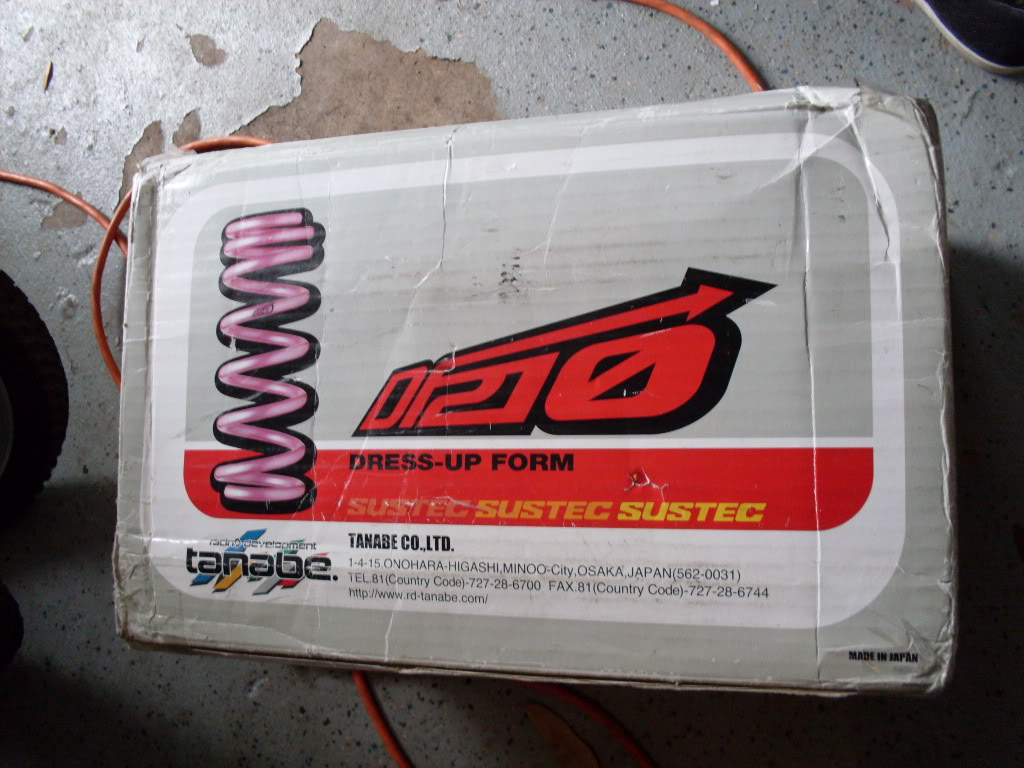 DF210
DRESS-UP FORM
SUSTEC SUSTEC SUSTEC
racing development
tanabe.
TANABE CO.,LTD.
1-4-15.ONOHARA-HIGASHI,MINOO-City,OSAKA,JAPAN(562-0031)
TEL.81(Country Code)-727-28-6700 FAX.81(Country Code)-727-28-6744
http://www.rd-tanabe.com/
MADE IN JAPAN